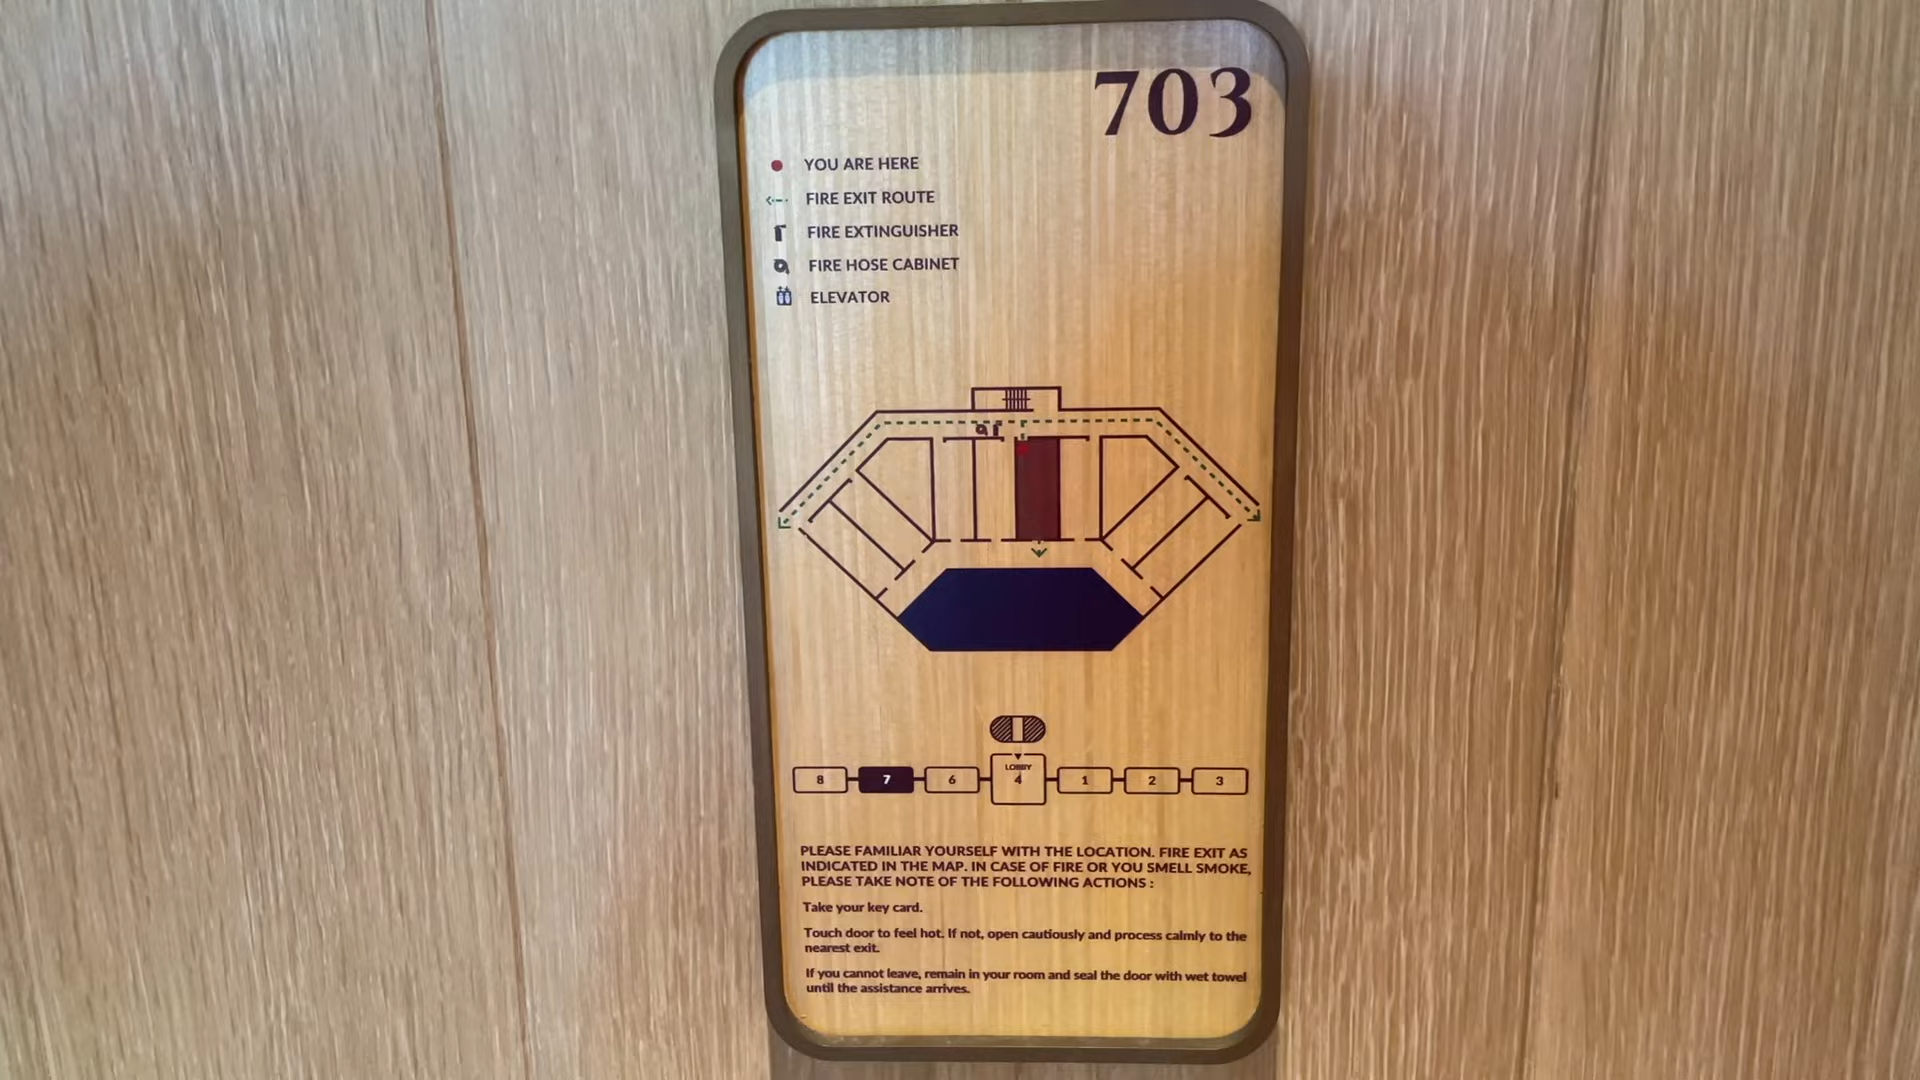 703
YOU ARE HERE
FIRE EXIT ROUTE
FIRE EXTINGUISHER
FIRE HOSE CABINET
ELEVATOR
LOBBY
8 7 6 4 1 2 3
PLEASE FAMILIAR YOURSELF WITH THE LOCATION. FIRE EXIT AS
INDICATED IN THE MAP. IN CASE OF FIRE OR YOU SMELL SMOKE,
PLEASE TAKE NOTE OF THE FOLLOWING ACTIONS :
Take your key card.
Touch door to feel hot. If not, open cautiously and process calmly to the
nearest exit.
If you cannot leave, remain in your room and seal the door with wet towel
until the assistance arrives.